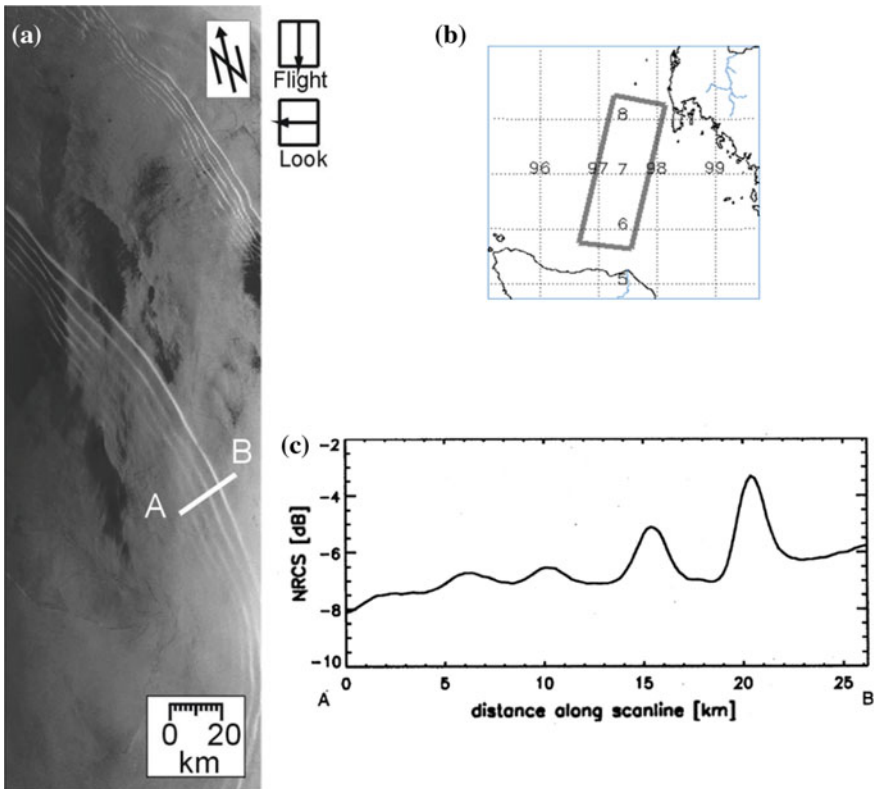 (a)
N
Flight
Look
A
B
0 20
km
(b)
8
96 97 7 98 99
6
5
(c)
NRCS [dB]
-2
-4
-6
-8
-10
0 5 10 15 20 25
A B
distance along scanline [km]